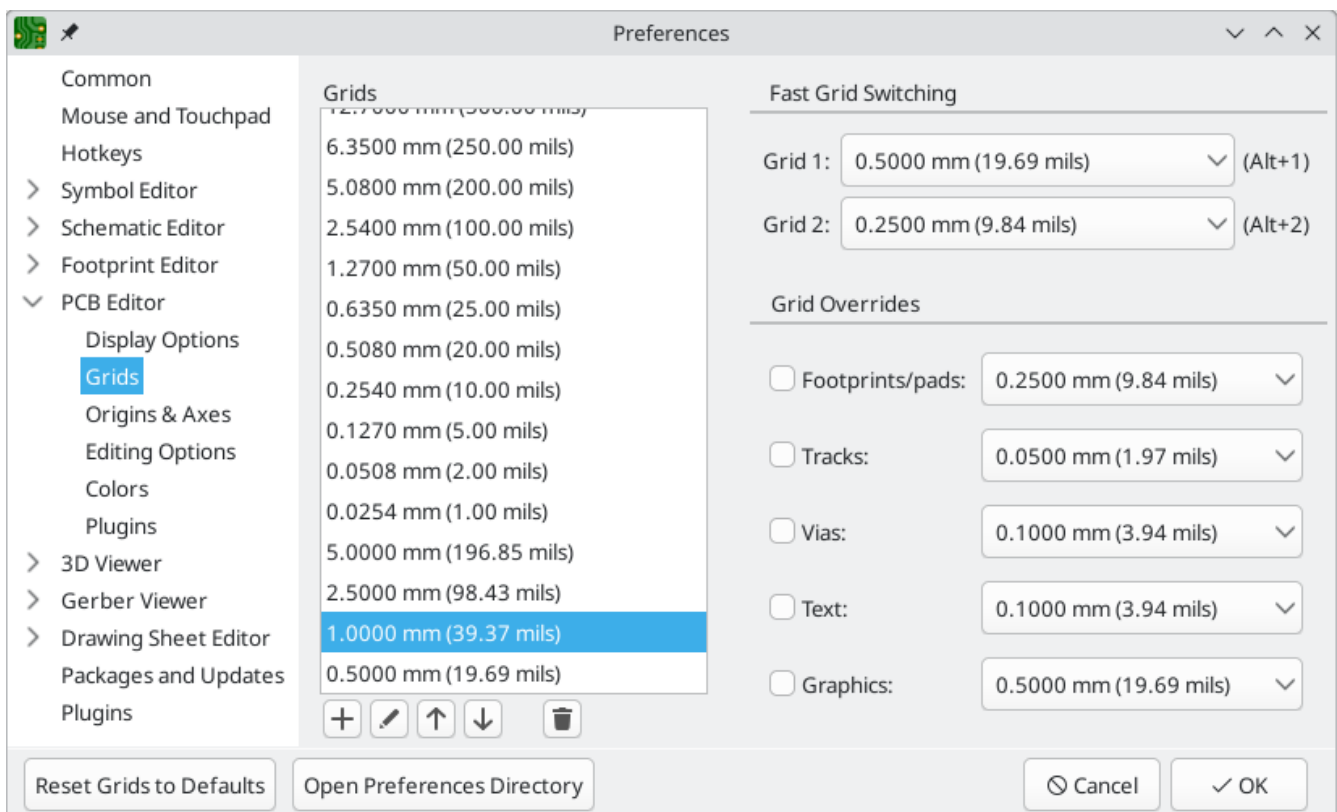 Preferences
Common
Mouse and Touchpad
Hotkeys
Symbol Editor
Schematic Editor
Footprint Editor
PCB Editor
Display Options
Grids
Origins & Axes
Editing Options
Colors
Plugins
3D Viewer
Gerber Viewer
Drawing Sheet Editor
Packages and Updates
Plugins
Grids
12.7000 mm (500.00 mils)
6.3500 mm (250.00 mils)
5.0800 mm (200.00 mils)
2.5400 mm (100.00 mils)
1.2700 mm (50.00 mils)
0.6350 mm (25.00 mils)
0.5080 mm (20.00 mils)
0.2540 mm (10.00 mils)
0.1270 mm (5.00 mils)
0.0508 mm (2.00 mils)
0.0254 mm (1.00 mils)
5.0000 mm (196.85 mils)
2.5000 mm (98.43 mils)
1.0000 mm (39.37 mils)
0.5000 mm (19.69 mils)
Fast Grid Switching
Grid 1: 0.5000 mm (19.69 mils) (Alt+1)
Grid 2: 0.2500 mm (9.84 mils) (Alt+2)
Grid Overrides
Footprints/pads: 0.2500 mm (9.84 mils)
Tracks: 0.0500 mm (1.97 mils)
Vias: 0.1000 mm (3.94 mils)
Text: 0.1000 mm (3.94 mils)
Graphics: 0.5000 mm (19.69 mils)
Reset Grids to Defaults Open Preferences Directory Cancel OK